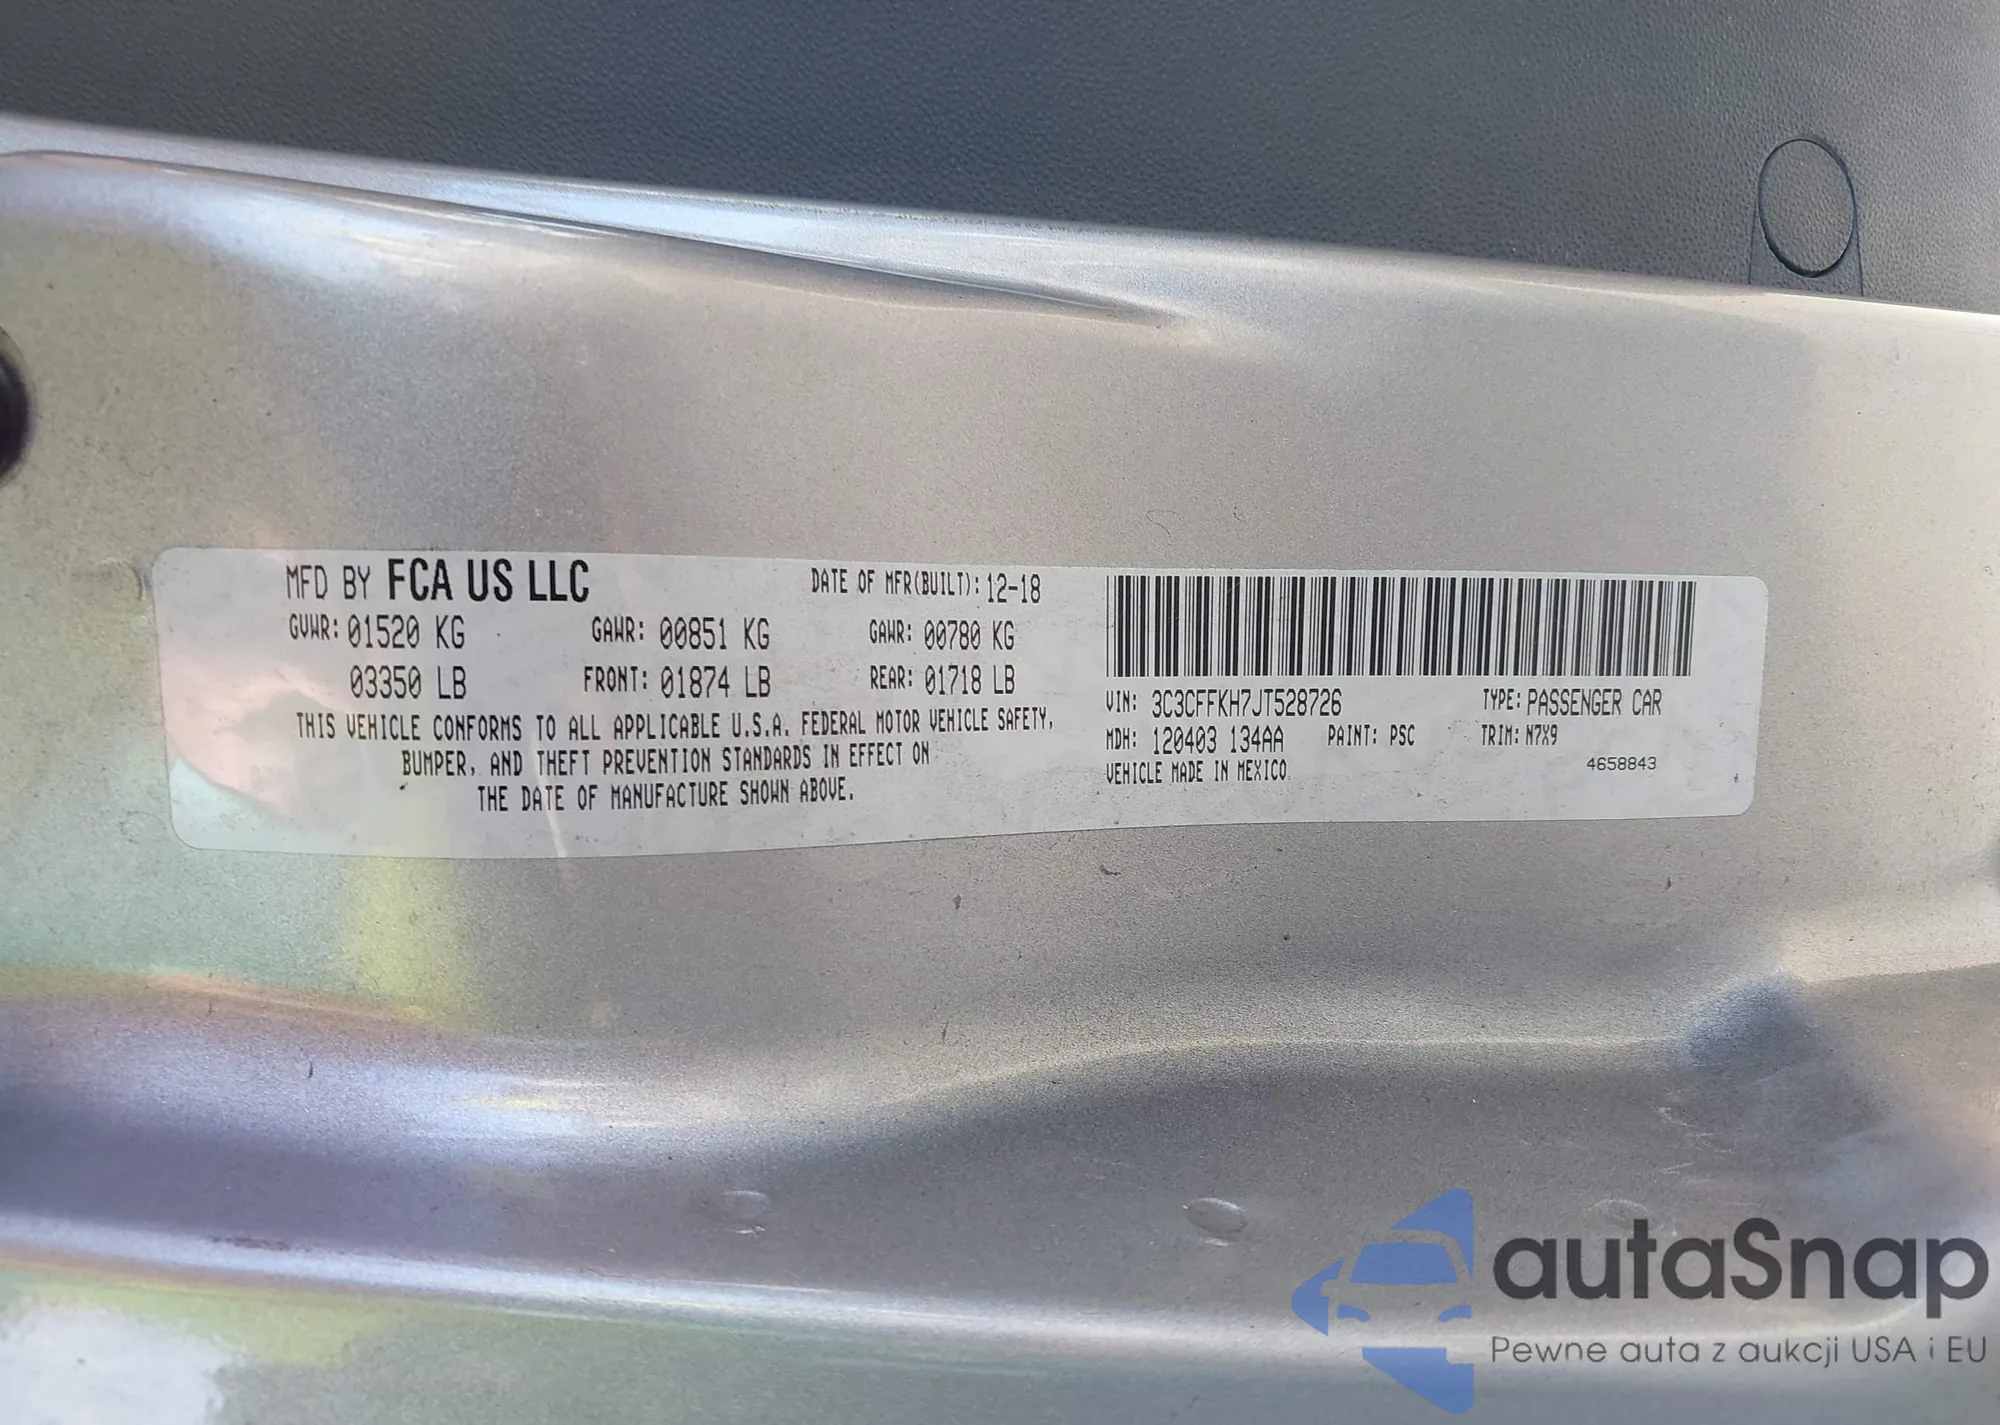 MFD BY FCA US LLC DATE OF MFR(BUILT): 12-18
GVWR: 01520 KG GAWR: 00851 KG GAWR: 00780 KG
03350 LB FRONT: 01874 LB REAR: 01718 LB
THIS VEHICLE CONFORMS TO ALL APPLICABLE U.S.A. FEDERAL MOTOR VEHICLE SAFETY,
BUMPER, AND THEFT PREVENTION STANDARDS IN EFFECT ON
THE DATE OF MANUFACTURE SHOWN ABOVE.
VIN: 3C3CFFKH7JT528726 TYPE: PASSENGER CAR
MDH: 120403 134AA PAINT: PSC TRIM: N7X9
VEHICLE MADE IN MEXICO 4658843
autaSnap
Pewne auta z aukcji USA i EU